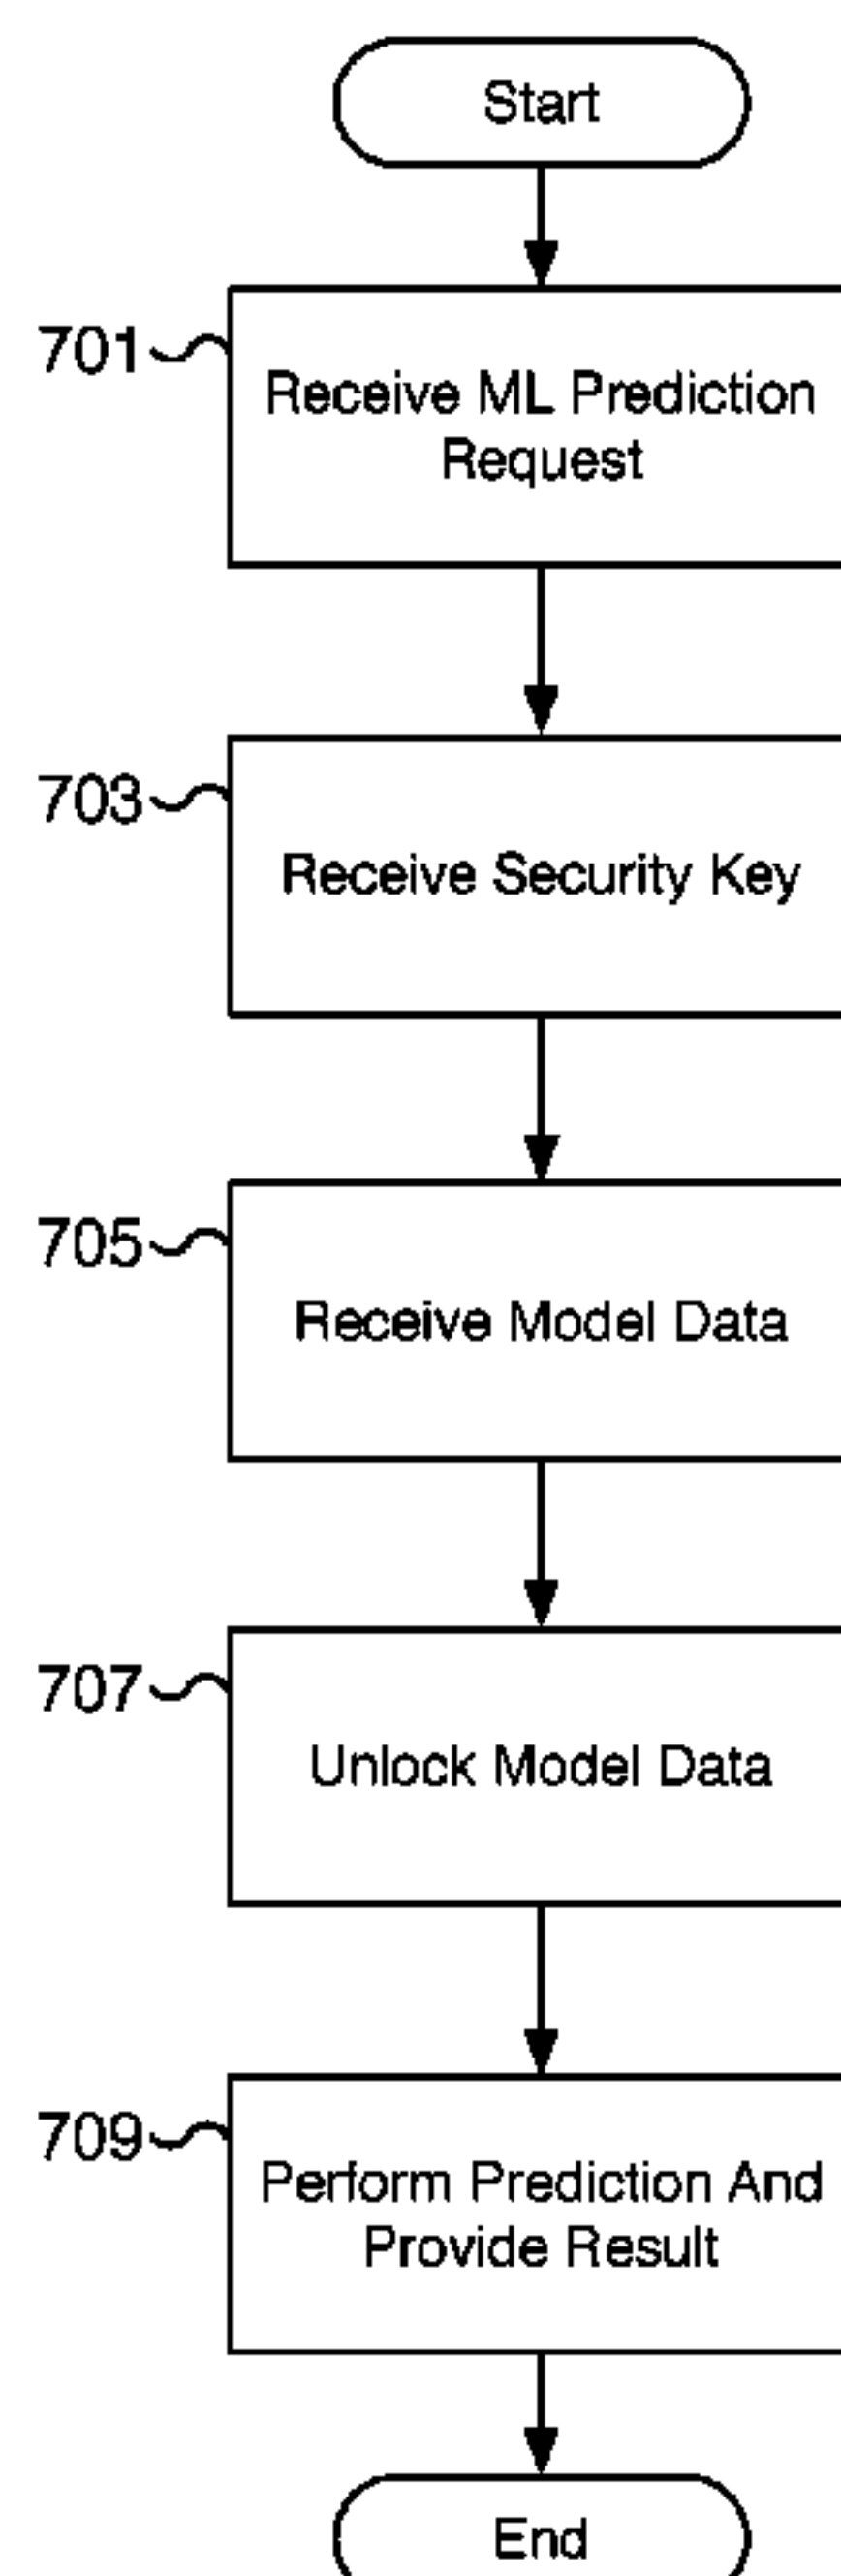 Start
701
Receive ML Prediction
Request
703
Receive Security Key
705
Receive Model Data
707
Unlock Model Data
709
Perform Prediction And
Provide Result
End